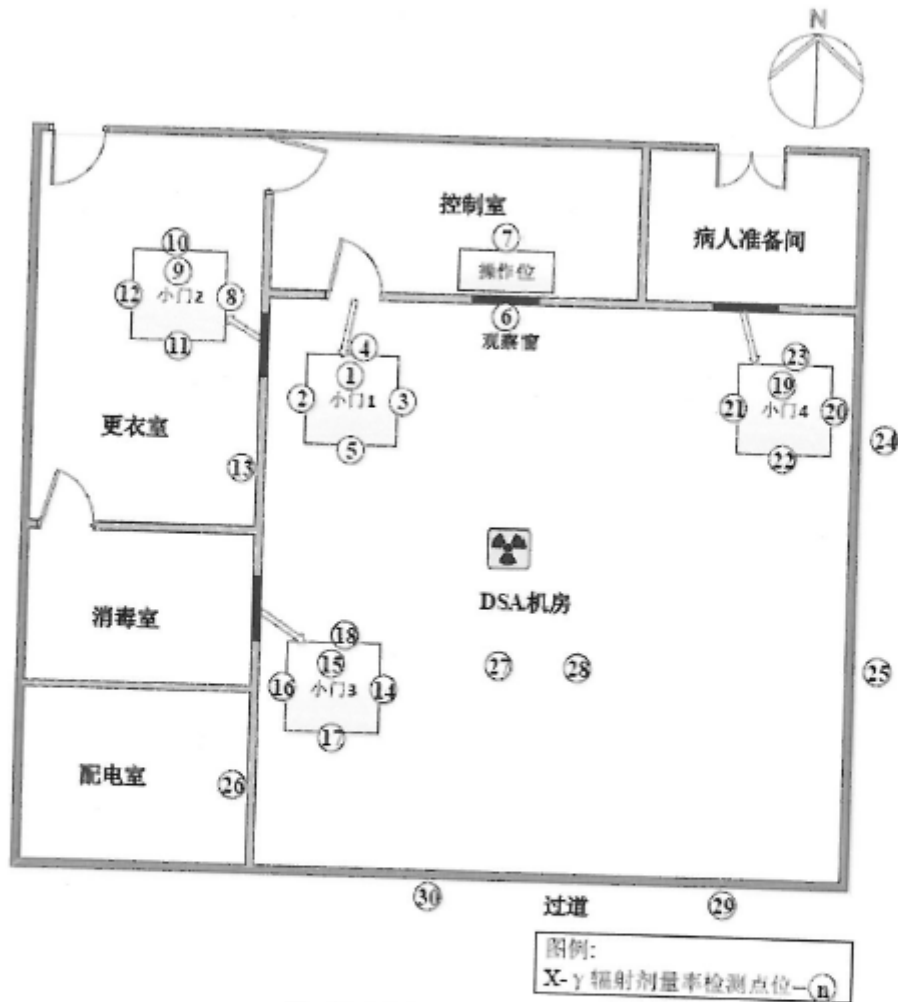 N
控制室
⑦
操作位
病人准备间
⑩
⑨
⑫
小门2
⑧
⑪
⑥
观察窗
④
①
②
小门1
③
⑤
㉓
⑲
㉑
小门4
⑳
㉒
更衣室
⑬
㉔
DSA机房
消毒室
⑱
⑮
⑯
小门3
⑭
⑰
㉗
㉘
㉕
配电室
㉖
㉚
过道
㉙
图例:
X-γ辐射剂量率检测点位-ⓝ